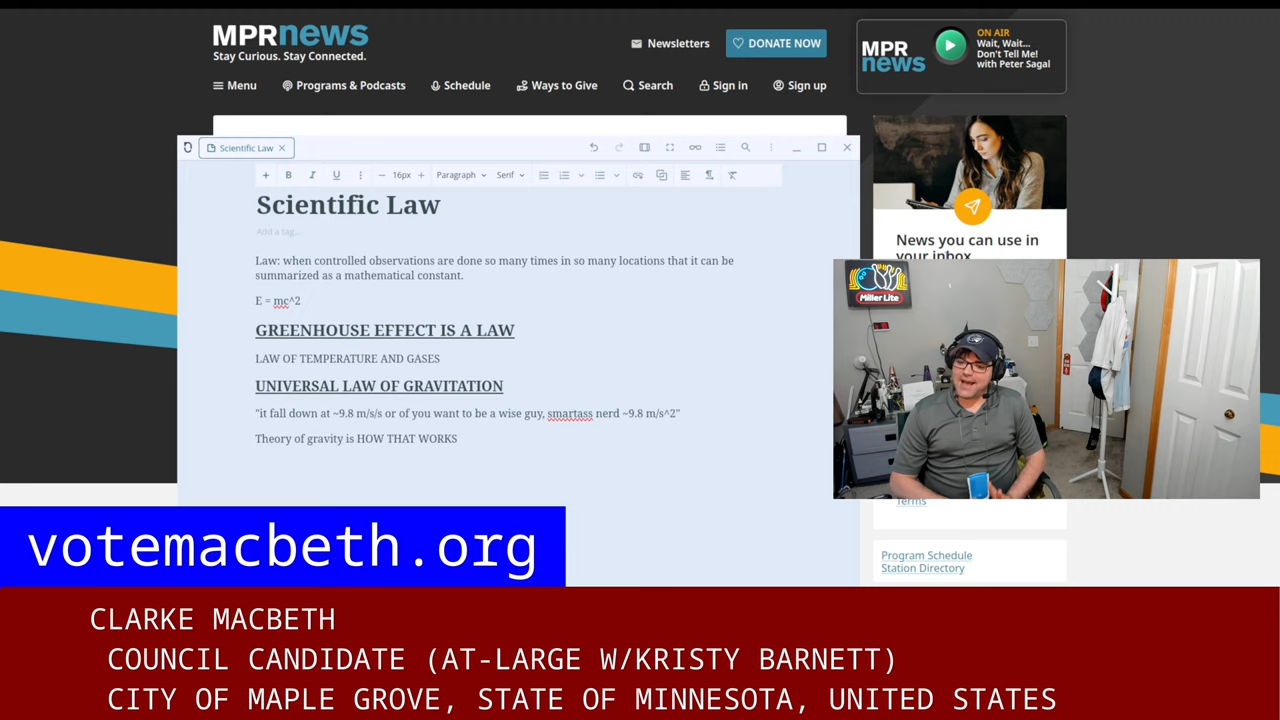 MPRnews
Stay Curious. Stay Connected.
Newsletters
DONATE NOW
MPR news
ON AIR
Wait, Wait...
Don't Tell Me!
with Peter Sagal
Menu
Programs & Podcasts
Schedule
Ways to Give
Search
Sign in
Sign up
Scientific Law
16px
Paragraph
Serif
Scientific Law
Add a tag...
Law: when controlled observations are done so many times in so many locations that it can be
summarized as a mathematical constant.
E = mc^2
GREENHOUSE EFFECT IS A LAW
LAW OF TEMPERATURE AND GASES
UNIVERSAL LAW OF GRAVITATION
"it fall down at ~9.8 m/s/s or of you want to be a wise guy, smartass nerd ~9.8 m/s^2"
Theory of gravity is HOW THAT WORKS
News you can use in
your inbox
Miller Lite
Terms
Program Schedule
Station Directory
votemacbeth.org
CLARKE MACBETH
COUNCIL CANDIDATE (AT-LARGE W/KRISTY BARNETT)
CITY OF MAPLE GROVE, STATE OF MINNESOTA, UNITED STATES